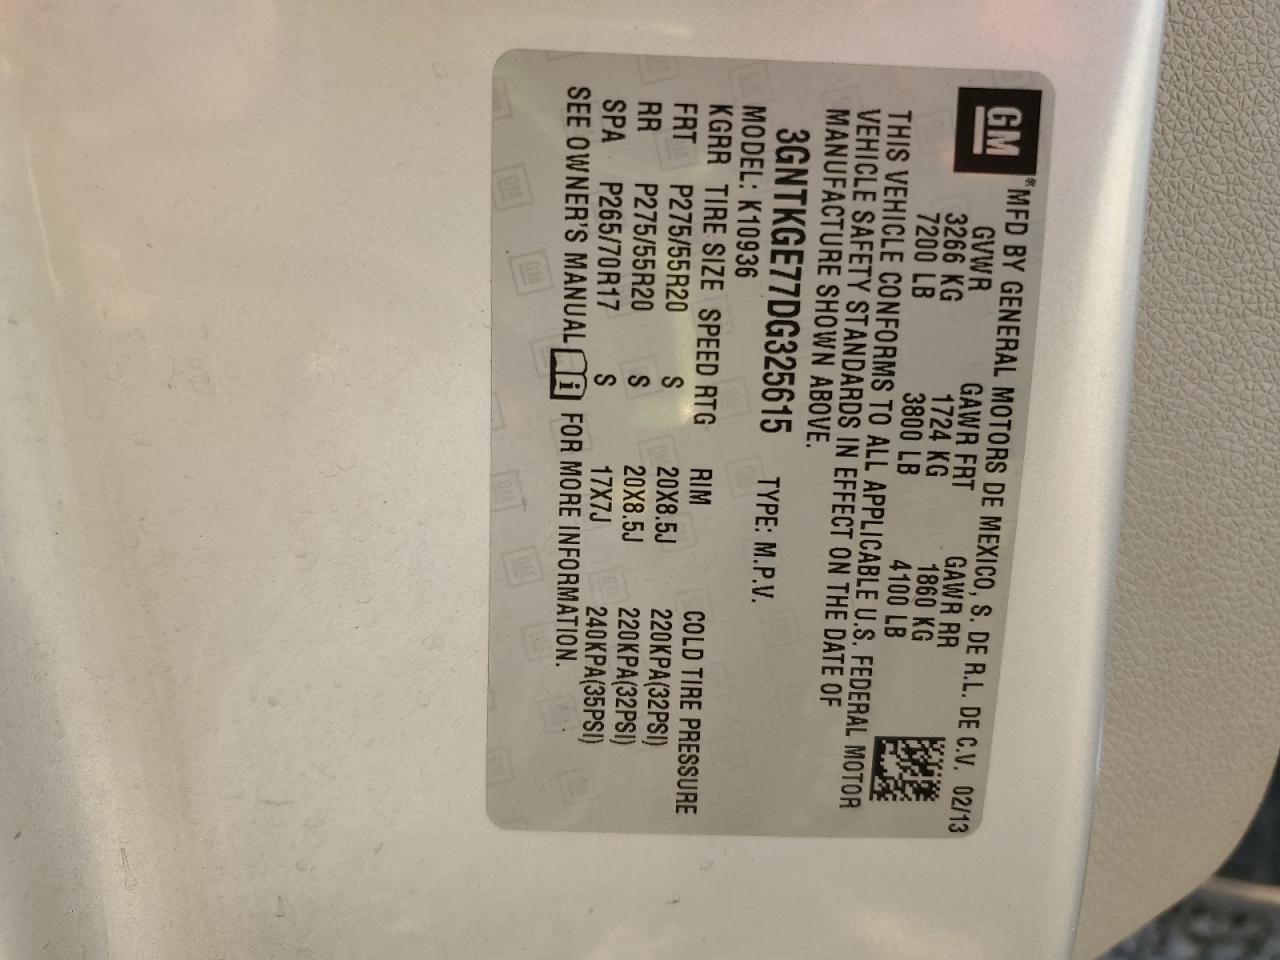 GM® MFD BY GENERAL MOTORS DE MEXICO, S. DE R.L. DE C.V. 02/13
GVWR GAWR FRT GAWR RR
3266 KG 1724 KG 1860 KG
7200 LB 3800 LB 4100 LB
THIS VEHICLE CONFORMS TO ALL APPLICABLE U.S. FEDERAL MOTOR
VEHICLE SAFETY STANDARDS IN EFFECT ON THE DATE OF
MANUFACTURE SHOWN ABOVE.
3GNTKGE77DG325615 TYPE: M.P.V.
MODEL: K10936
KGRR TIRE SIZE SPEED RTG RIM COLD TIRE PRESSURE
FRT P275/55R20 S 20X8.5J 220KPA(32PSI)
RR P275/55R20 S 20X8.5J 220KPA(32PSI)
SPA P265/70R17 S 17X7J 240KPA(35PSI)
SEE OWNER'S MANUAL i FOR MORE INFORMATION.